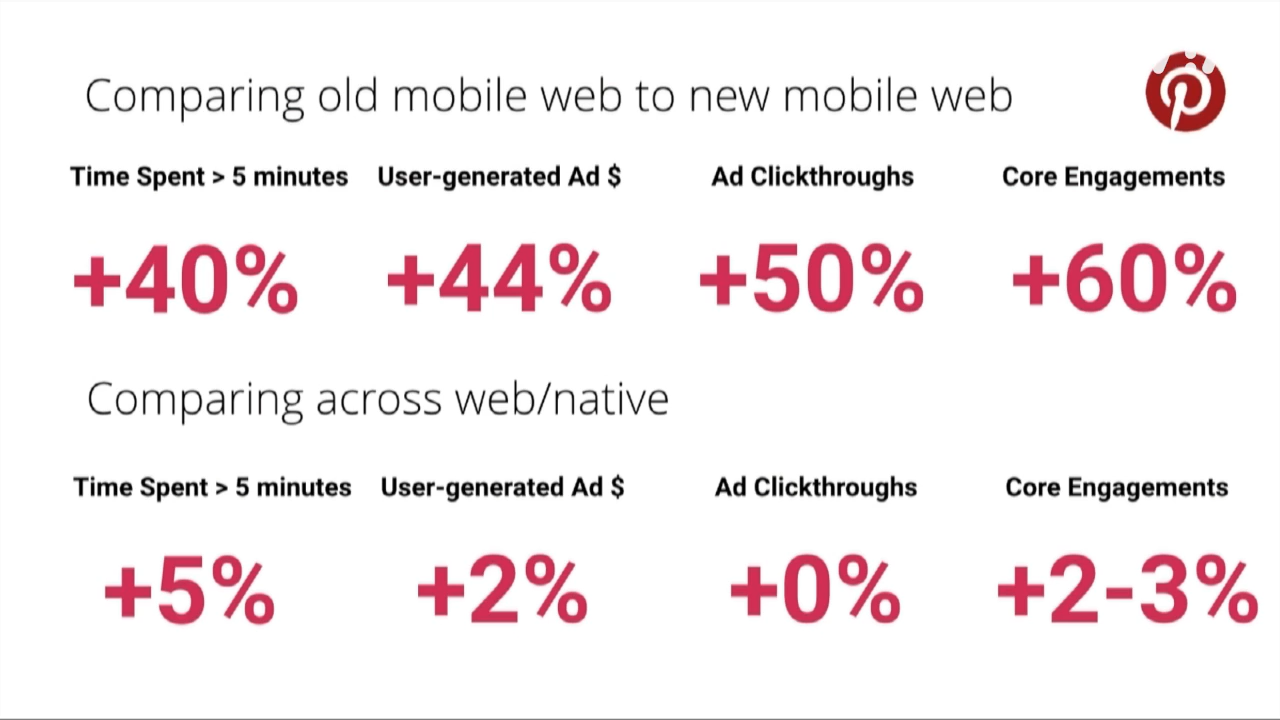 Comparing old mobile web to new mobile web
Time Spent > 5 minutes User-generated Ad $ Ad Clickthroughs Core Engagements
+40% +44% +50% +60%
Comparing across web/native
Time Spent > 5 minutes User-generated Ad $ Ad Clickthroughs Core Engagements
+5% +2% +0% +2-3%